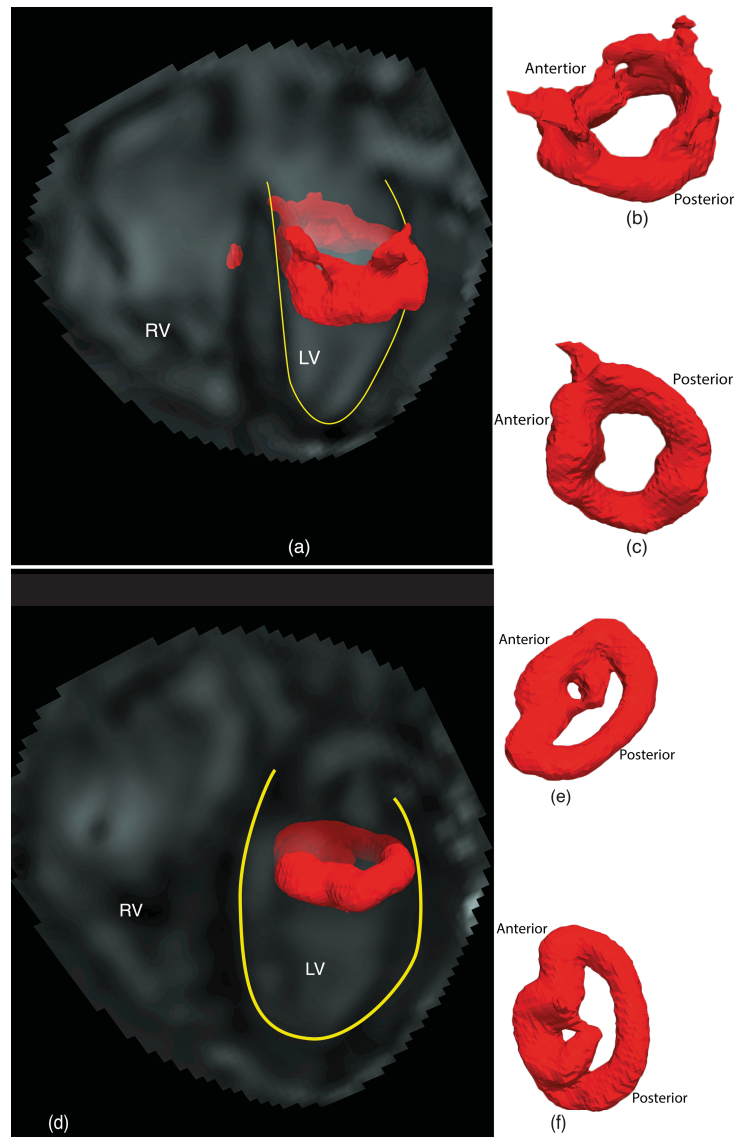 RV
LV
(a)
Antertior
Posterior
(b)
Posterior
Anterior
(c)
RV
LV
(d)
Anterior
Posterior
(e)
Anterior
Posterior
(f)